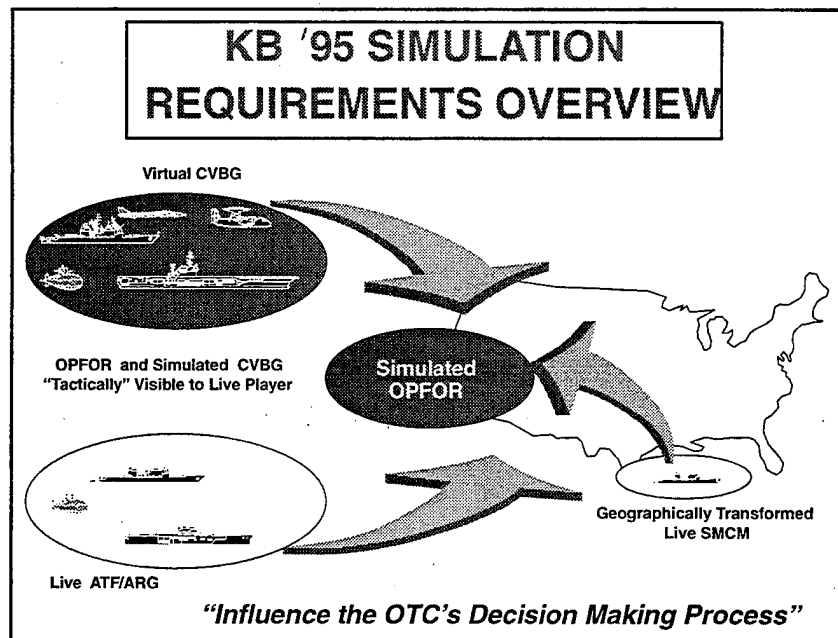 KB '95 SIMULATION
REQUIREMENTS OVERVIEW
Virtual CVBG
OPFOR and Simulated CVBG
"Tactically" Visible to Live Player
Simulated
OPFOR
Geographically Transformed
Live SMCM
Live ATF/ARG
"Influence the OTC's Decision Making Process"